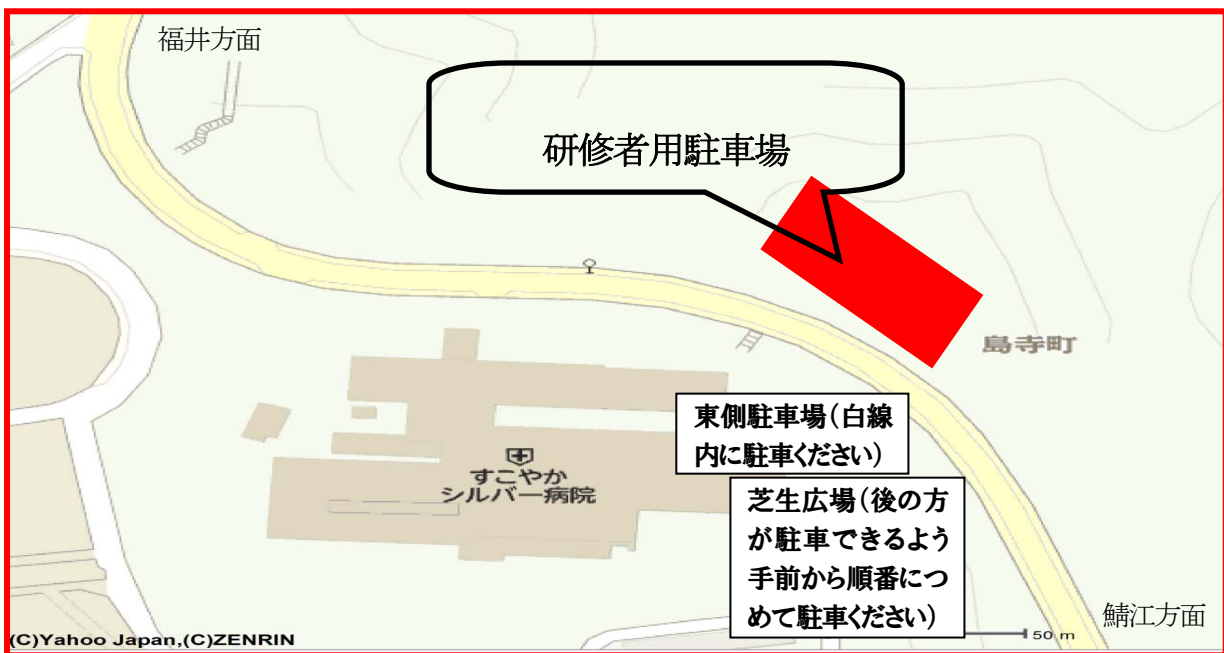 福井方面
研修者用駐車場
島寺町
東側駐車場(白線
内に駐車ください)
すこやか
シルバー病院
芝生広場(後の方
が駐車できるよう
手前から順番につ
めて駐車ください)
鯖江方面
50 m
(C)Yahoo Japan,(C)ZENRIN